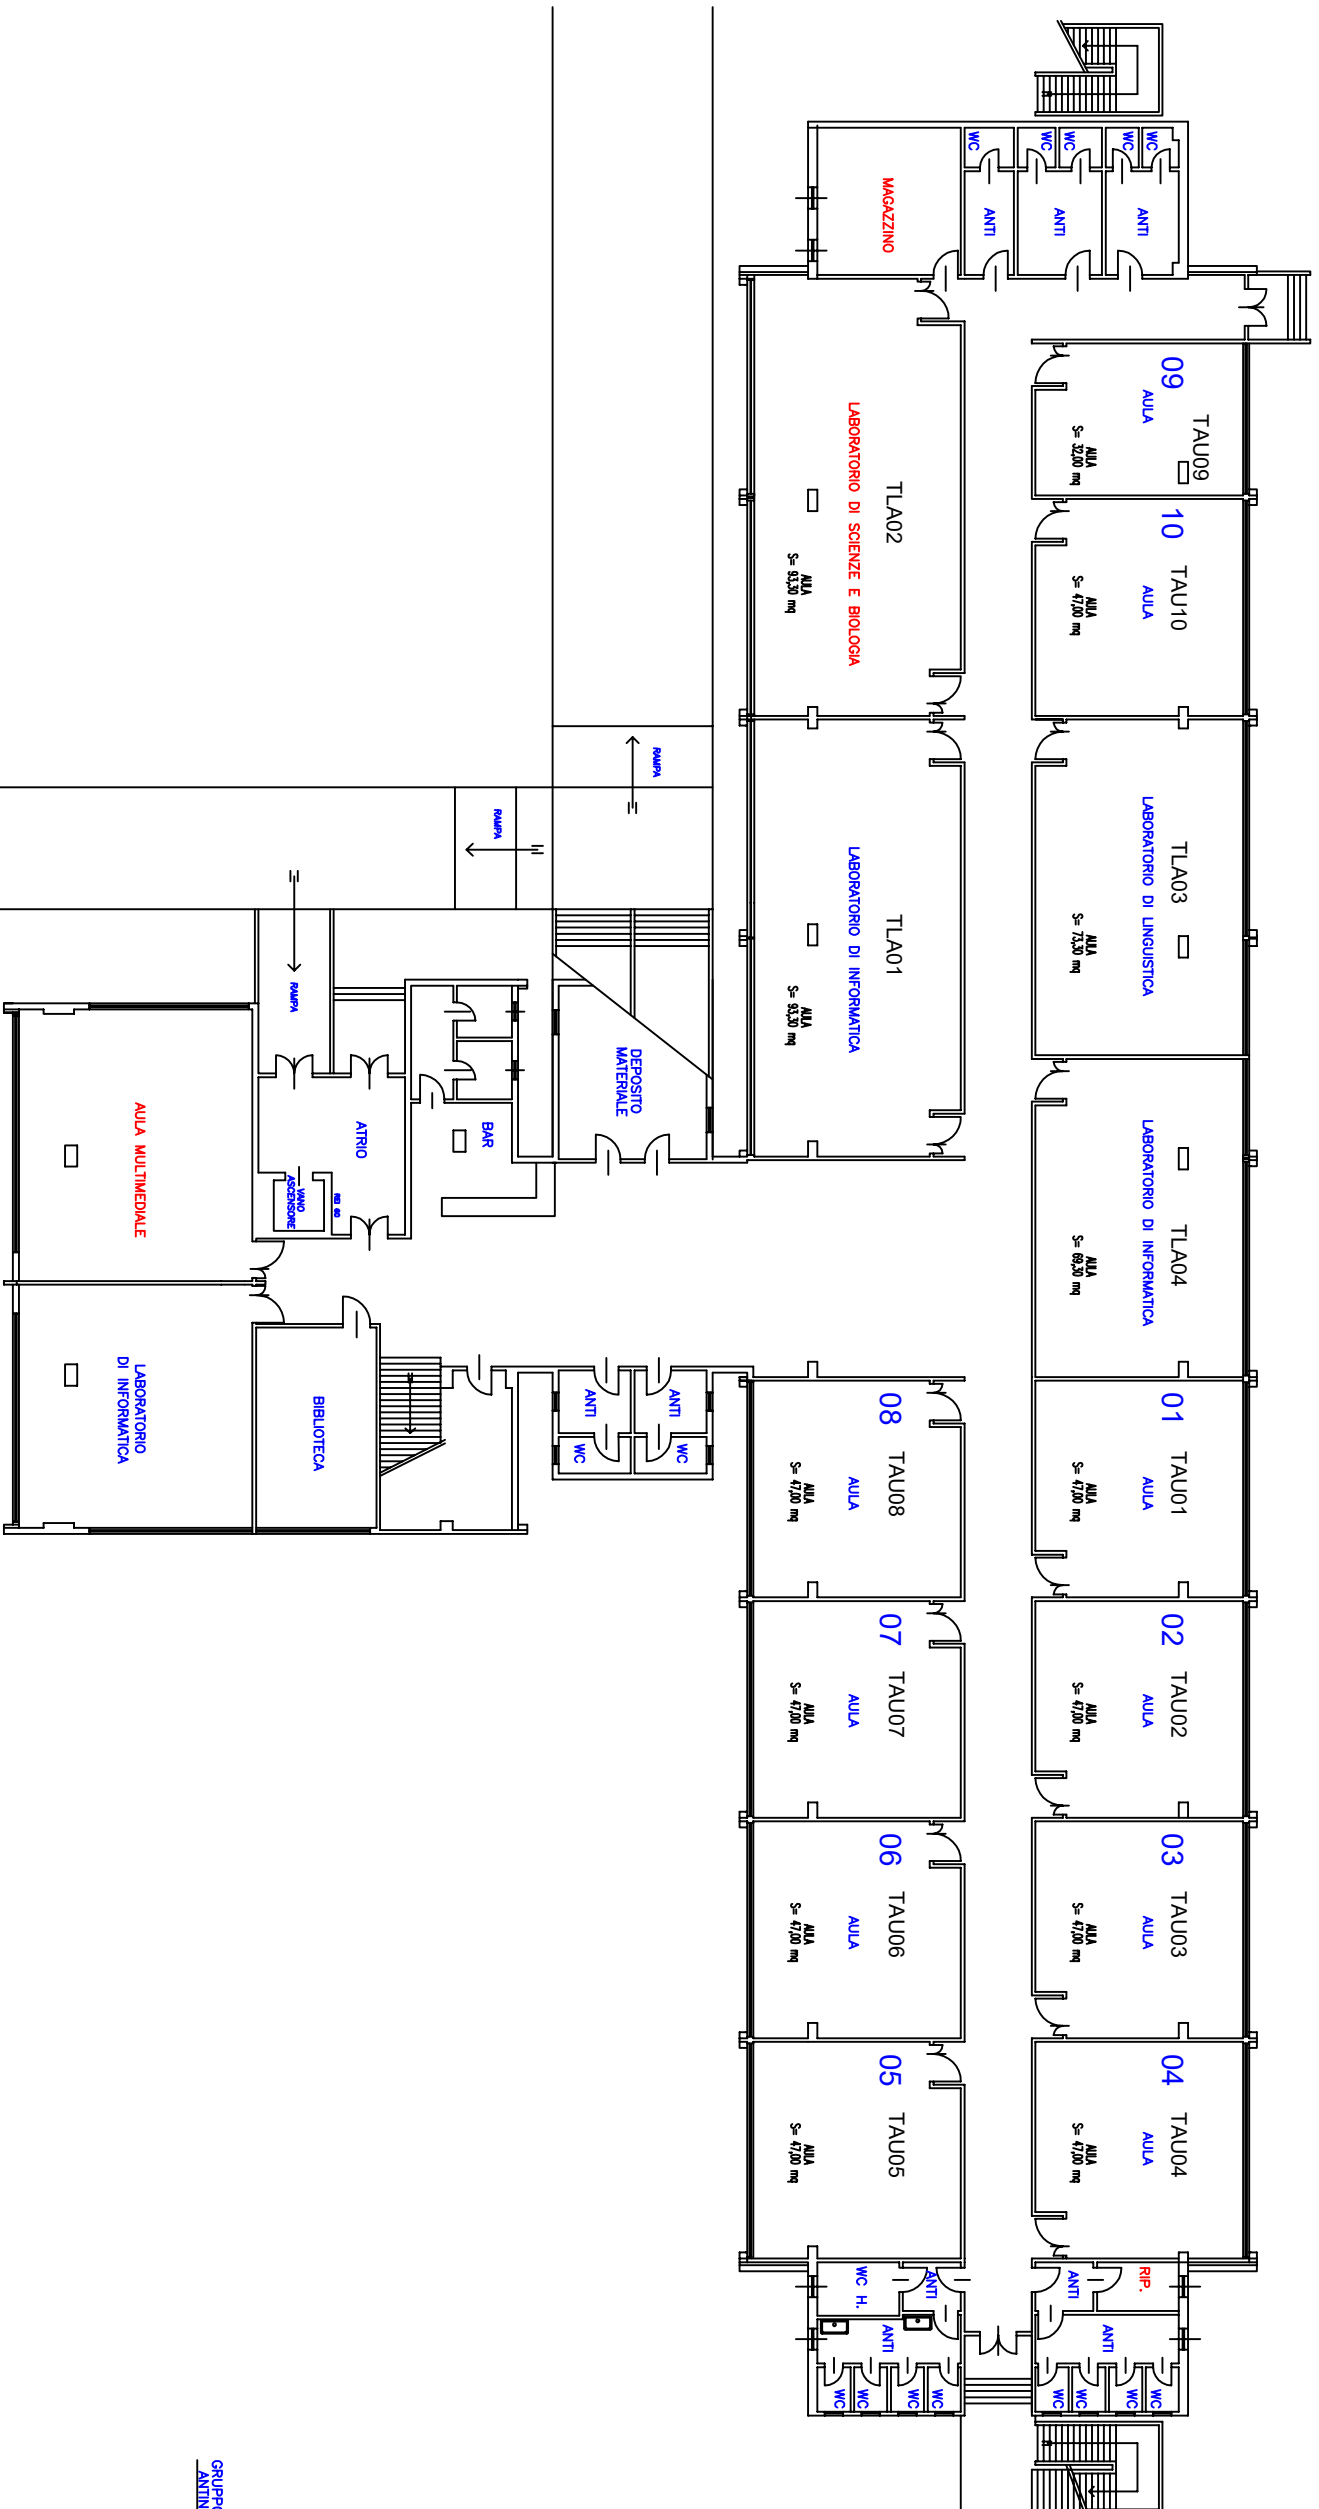 WC
WC
WC
WC
WC
ANTI
ANTI
ANTI
MAGAZZINO
09
TAU09
AULA
AULA
S= 32,00 mq
10
TAU10
AULA
AULA
S= 47,00 mq
TLA03
LABORATORIO DI LINGUISTICA
AULA
S= 73,30 mq
TLA04
LABORATORIO DI INFORMATICA
AULA
S= 69,30 mq
01
TAU01
AULA
AULA
S= 47,00 mq
02
TAU02
AULA
AULA
S= 47,00 mq
03
TAU03
AULA
AULA
S= 47,00 mq
04
TAU04
AULA
AULA
S= 47,00 mq
RIP.
ANTI
ANTI
WC
WC
WC
WC
TLA02
LABORATORIO DI SCIENZE E BIOLOGIA
AULA
S= 93,30 mq
TLA01
LABORATORIO DI INFORMATICA
AULA
S= 93,30 mq
08
TAU08
AULA
AULA
S= 47,00 mq
07
TAU07
AULA
AULA
S= 47,00 mq
06
TAU06
AULA
AULA
S= 47,00 mq
05
TAU05
AULA
S= 47,00 mq
ANTI
WC H.
ANTI
WC
WC
WC
WC
RAMPA
RAMPA
DEPOSITO
MATERIALE
ANTI
WC
ANTI
WC
BAR
RAMPA
ATRIO
REI 60
VANO
ASCENSORE
BIBLIOTECA
AULA MULTIMEDIALE
LABORATORIO
DI INFORMATICA
GRUPPO
ANTIN